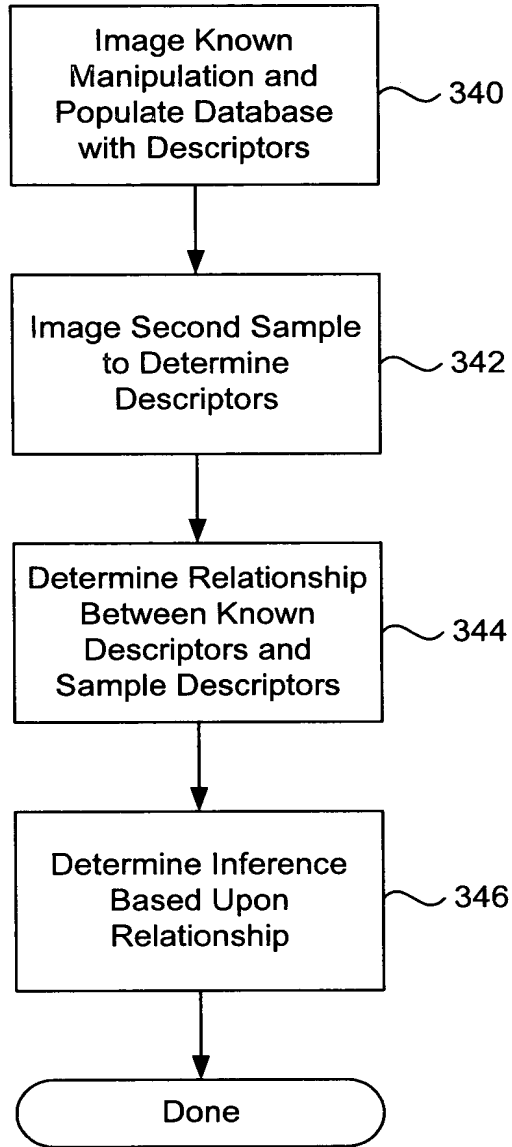 Image Known
Manipulation and
Populate Database
with Descriptors
340
Image Second Sample
to Determine
Descriptors
342
Determine Relationship
Between Known
Descriptors and
Sample Descriptors
344
Determine Inference
Based Upon
Relationship
346
Done